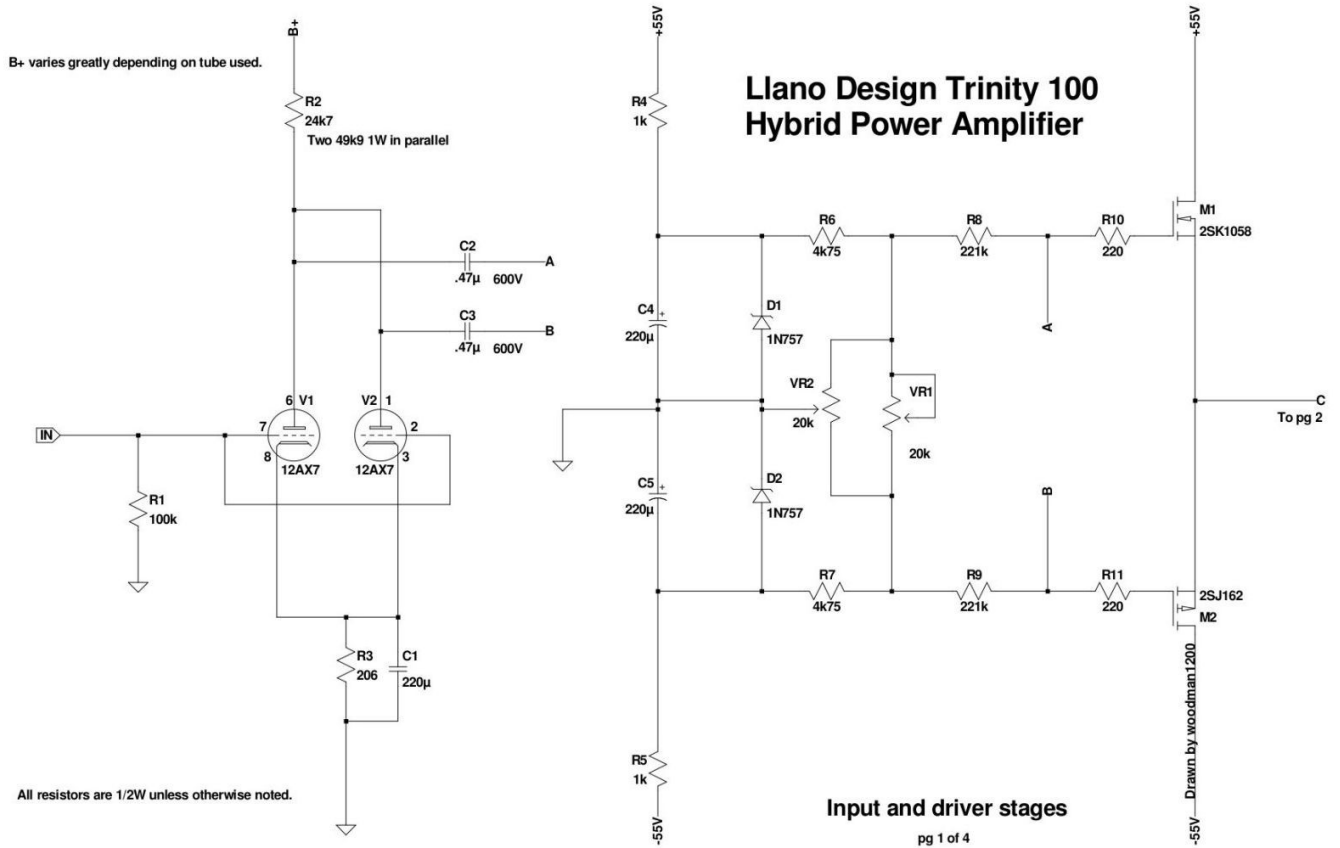 B+
B+ varies greatly depending on tube used.
R2
24k7
Two 49k9 1W in parallel
C2
.47µ 600V
A
C3
.47µ 600V
B
6 V1
V2 1
7
2
8
3
12AX7
12AX7
IN
R1
100k
R3
206
C1
220µ
All resistors are 1/2W unless otherwise noted.
+55V
+55V
Llano Design Trinity 100
Hybrid Power Amplifier
R4
1k
R6
4k75
R8
221k
R10
220
M1
2SK1058
A
C4
+
220µ
D1
1N757
VR2
20k
VR1
20k
C
To pg 2
C5
+
220µ
D2
1N757
B
R7
4k75
R9
221k
R11
220
2SJ162
M2
R5
1k
-55V
-55V
Drawn by woodman1200
Input and driver stages
pg 1 of 4